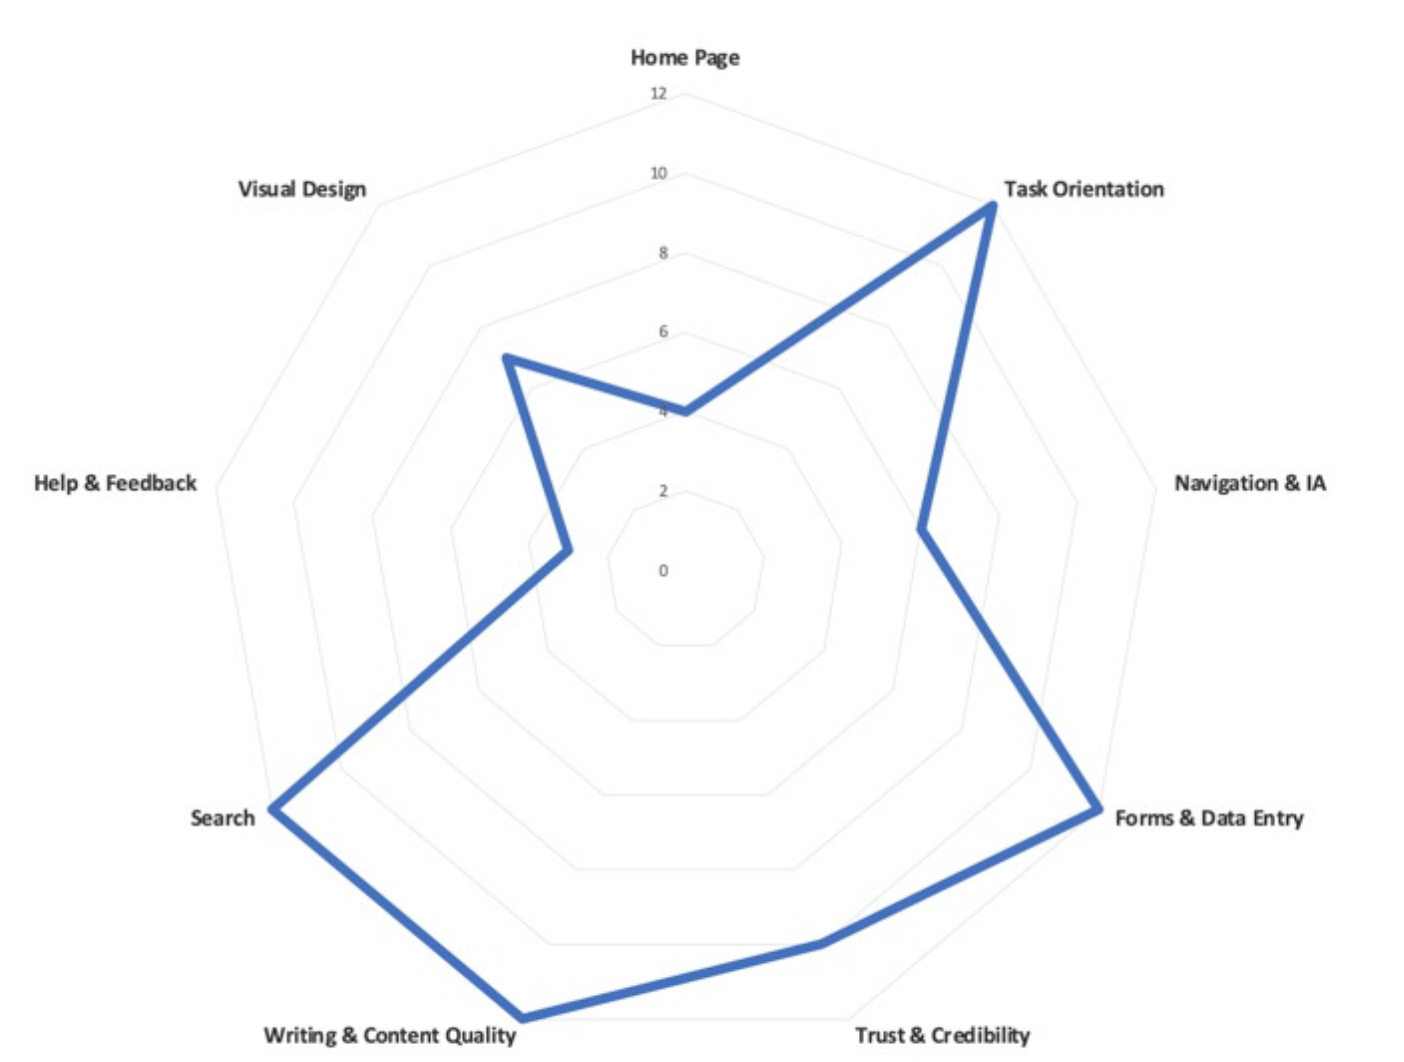 Home Page
12
Visual Design
10
Task Orientation
8
6
4
Help & Feedback
2
Navigation & IA
0
Search
Forms & Data Entry
Writing & Content Quality
Trust & Credibility